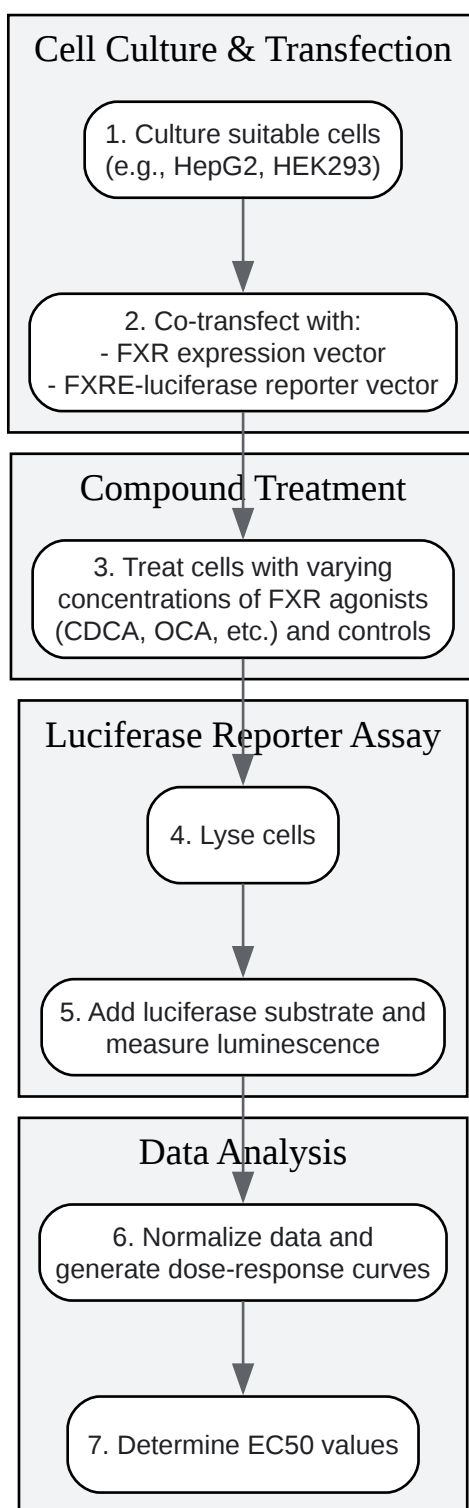 Cell Culture & Transfection
1. Culture suitable cells
(e.g., HepG2, HEK293)
2. Co-transfect with:
- FXR expression vector
- FXRE-luciferase reporter vector
Compound Treatment
3. Treat cells with varying
concentrations of FXR agonists
(CDCA, OCA, etc.) and controls
Luciferase Reporter Assay
4. Lyse cells
5. Add luciferase substrate and
measure luminescence
Data Analysis
6. Normalize data and
generate dose-response curves
7. Determine EC50 values